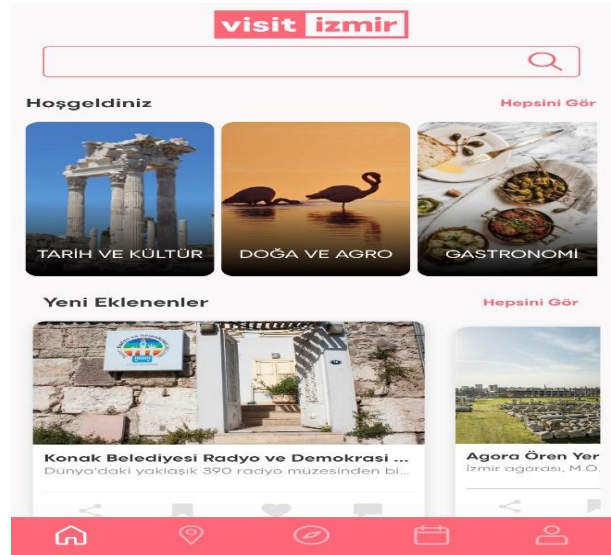 visit izmir
Hoşgeldiniz
Hepsini Gör
TARİH VE KÜLTÜR
DOĞA VE AGRO
GASTRONOMİ
Yeni Eklenenler
Hepsini Gör
Konak Belediyesi Radyo ve Demokrasi ...
Dünya'daki yaklaşık 390 radyo müzesinden bi...
Agora Ören Yer
İzmir agorası, M.Ö.